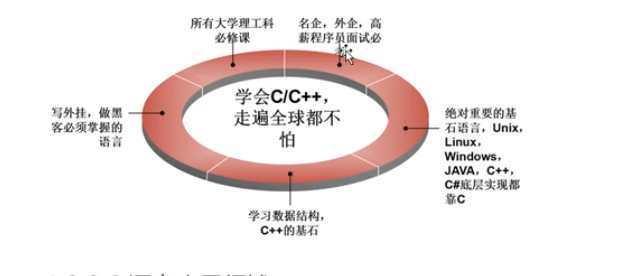 所有大学理工科
必修课
名企，外企，高
薪程序员面试必
学会C/C++，
走遍全球都不
怕
写外挂，做黑
客必须掌握的
语言
绝对重要的基
石语言，Unix，
Linux，
Windows，
JAVA，C++，
C#底层实现都
靠C
学习数据结构，
C++的基石